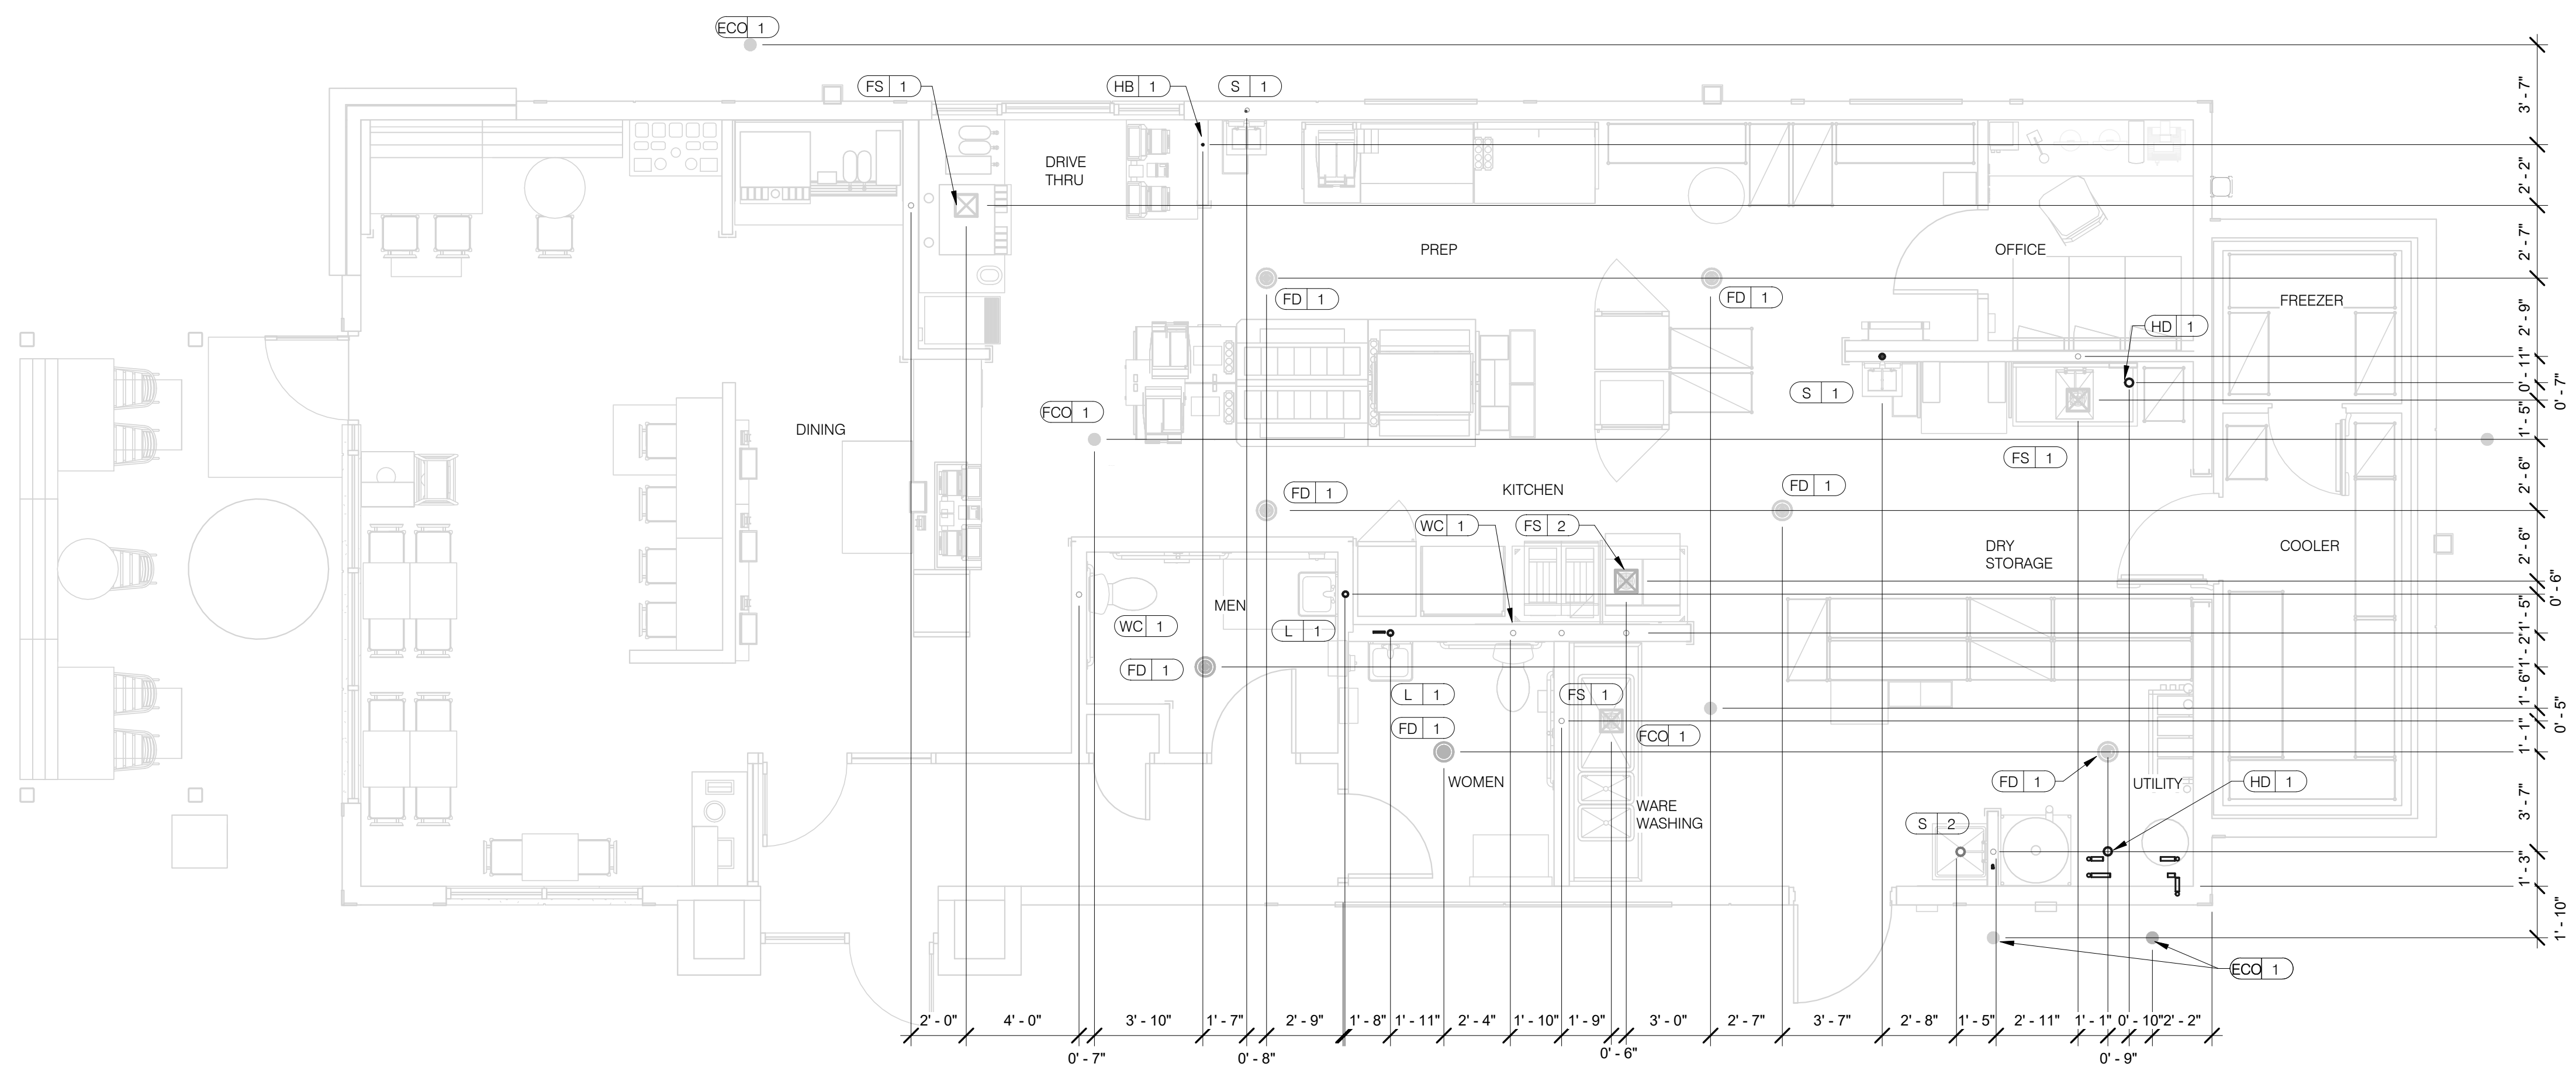 ECO 1
FS 1
HB 1
S 1
3' - 7"
DRIVE
THRU
2' - 2"
PREP
OFFICE
2' - 7"
FD 1
FD 1
FREEZER
HD 1
2' - 9"
0' - 11"
0' - 7"
S 1
FCO 1
DINING
1' - 5"
FS 1
KITCHEN
FD 1
FD 1
2' - 6"
WC 1
FS 2
DRY
STORAGE
COOLER
2' - 6"
0' - 6"
MEN
WC 1
L 1
1' - 5"
FD 1
1' - 2"
L 1
FS 1
1' - 6"
0' - 5"
FD 1
FCO 1
1' - 1"
WOMEN
FD 1
UTILITY
HD 1
WARE
WASHING
3' - 7"
S 2
1' - 3"
1' - 10"
ECO 1
2' - 0"
4' - 0"
3' - 10"
1' - 7"
2' - 9"
1' - 8"
1' - 11"
2' - 4"
1' - 10"
1' - 9"
3' - 0"
2' - 7"
3' - 7"
2' - 8"
1' - 5"
2' - 11"
1' - 1"
0' - 10"
2' - 2"
0' - 7"
0' - 8"
0' - 6"
0' - 9"